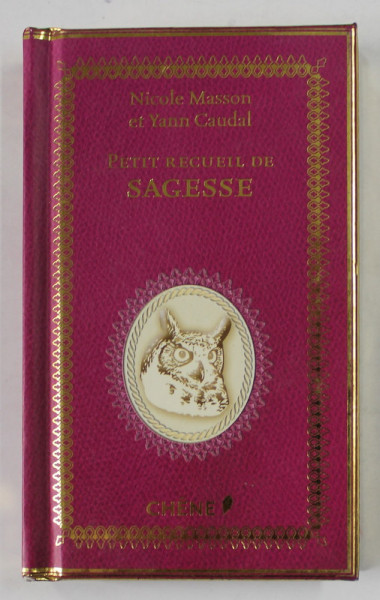 Nicole Masson
et Yann Caudal
PETIT RECUEIL DE
SAGESSE
CHÊNE